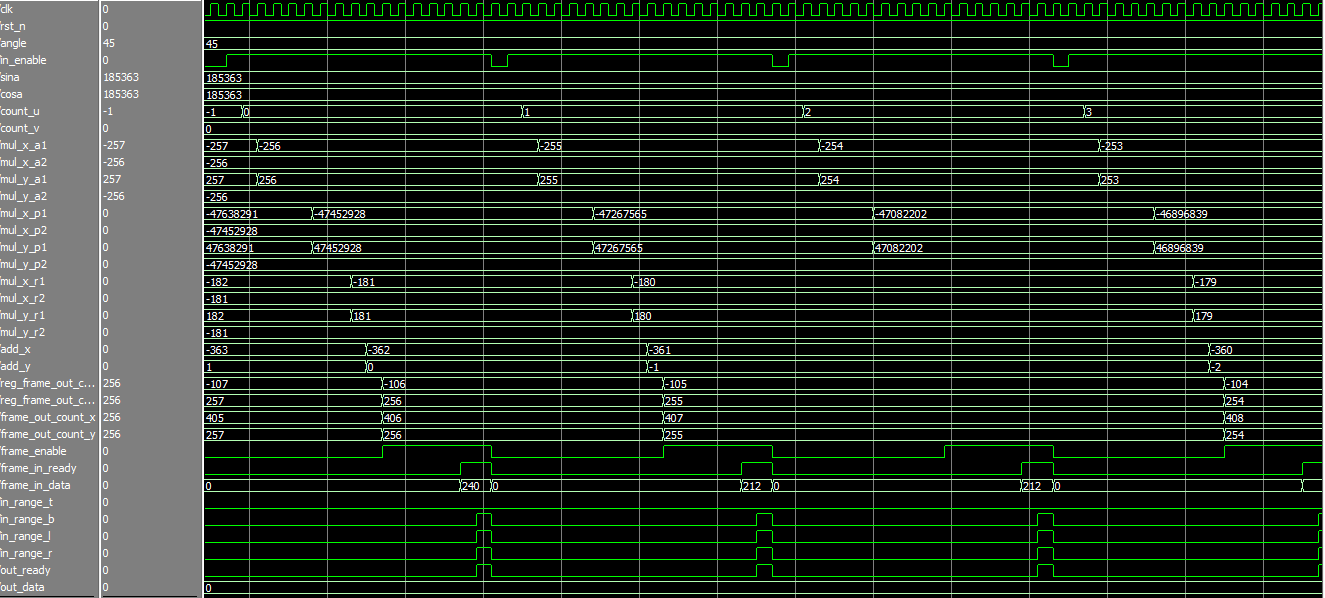 /clk 0
rst_n 0
/angle 45 45
/in_enable 0
/sina 185363 185363
/cosa 185363 185363
/count_u -1 -1 0 1 2 3
/count_v 0 0
/mul_x_a1 -257 -257 -256 -255 -254 -253
/mul_x_a2 -256 -256
/mul_y_a1 257 257 256 255 254 253
/mul_y_a2 -256 -256
/mul_x_p1 0 -47638291 -47452928 -47267565 -47082202 -46896839
/mul_x_p2 0 -47452928
/mul_y_p1 0 47638291 47452928 47267565 47082202 46896839
/mul_y_p2 0 -47452928
/mul_x_r1 0 -182 -181 -180 -179
/mul_x_r2 0 -181
/mul_y_r1 0 182 181 180 179
/mul_y_r2 0 -181
/add_x 0 -363 -362 -361 -360
/add_y 0 1 0 -1 -2
/reg_frame_out_c... 256 -107 -106 -105 -104
/reg_frame_out_c... 256 257 256 255 254
/frame_out_count_x 256 405 406 407 408
/frame_out_count_y 256 257 256 255 254
/frame_enable 0
/frame_in_ready 0
/frame_in_data 0 0 240 0 212 0 212 0
/in_range_t 0
/in_range_b 0
/in_range_l 0
/in_range_r 0
/out_ready 0
/out_data 0 0